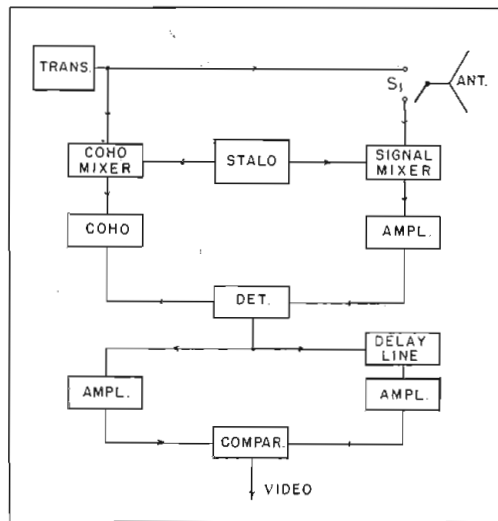 TRANS.
S1
ANT.
COHO
MIXER
STALO
SIGNAL
MIXER
COHO
AMPL.
DET.
DELAY
LINE
AMPL.
AMPL.
COMPAR.
VIDEO